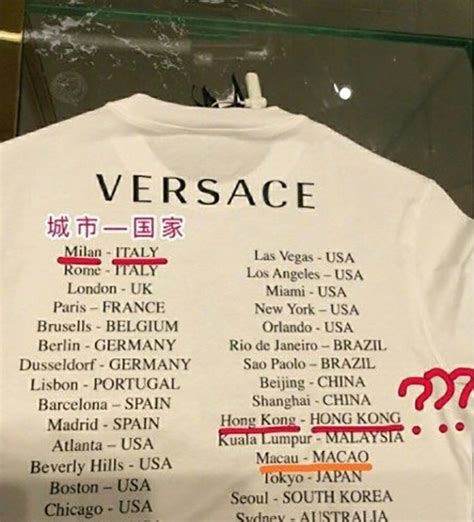 VERSACE
城市—国家
Milan - ITALY
Rome - ITALY
London - UK
Paris – FRANCE
Brusells - BELGIUM
Berlin - GERMANY
Dusseldorf - GERMANY
Lisbon - PORTUGAL
Barcelona – SPAIN
Madrid - SPAIN
Atlanta – USA
Beverly Hills - USA
Boston – USA
Chicago - USA
Las Vegas - USA
Los Angeles – USA
Miami - USA
New York – USA
Orlando - USA
Rio de Janeiro – BRAZIL
Sao Paolo – BRAZIL
Beijing - CHINA
Shanghai - CHINA
???
Hong Kong - HONG KONG
Kuala Lumpur - MALAYSIA
Macau - MACAO
Tokyo - JAPAN
Seoul - SOUTH KOREA
Sydney - AUSTRALIA